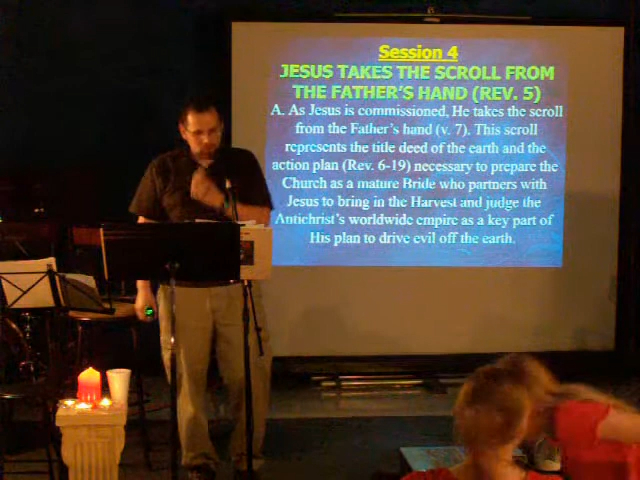 Session 4
JESUS TAKES THE SCROLL FROM
THE FATHER'S HAND (REV. 5)
A. As Jesus is commissioned, He takes the scroll
from the Father's hand (v. 7). This scroll
represents the title deed of the earth and the
action plan (Rev. 6-19) necessary to prepare the
Church as a mature Bride who partners with
Jesus to bring in the Harvest and judge the
Antichrist's worldwide empire as a key part of
His plan to drive evil off the earth.